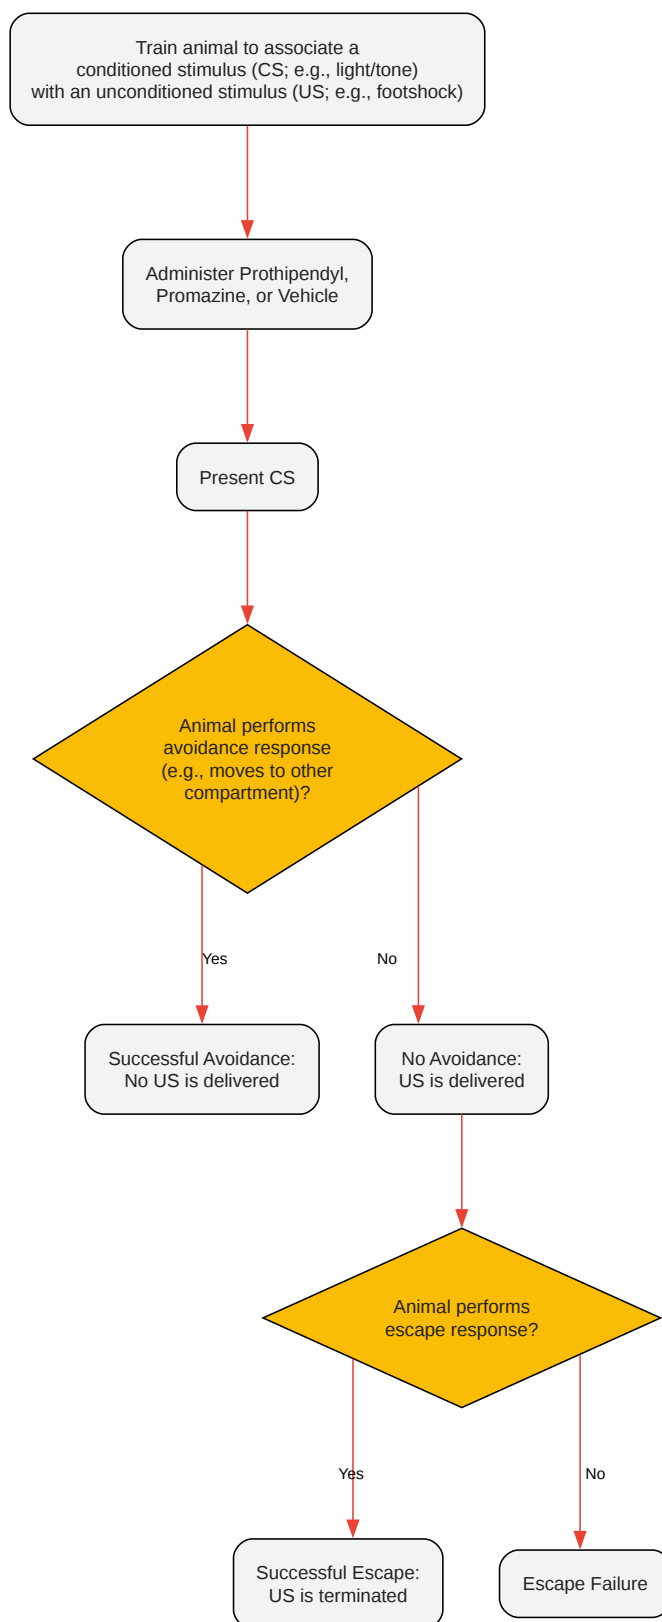 Train animal to associate a
conditioned stimulus (CS; e.g., light/tone)
with an unconditioned stimulus (US; e.g., footshock)
Administer Prothipendyl,
Promazine, or Vehicle
Present CS
Animal performs
avoidance response
(e.g., moves to other
compartment)?
Yes
No
Successful Avoidance:
No US is delivered
No Avoidance:
US is delivered
Animal performs
escape response?
Yes
No
Successful Escape:
US is terminated
Escape Failure